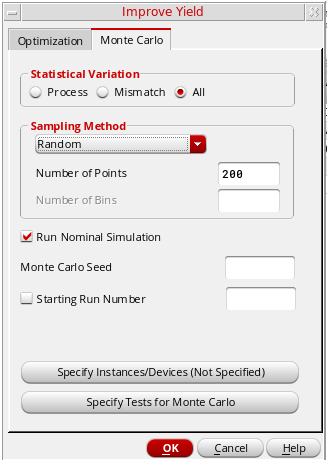 Improve Yield
Optimization Monte Carlo
Statistical Variation
Process Mismatch All
Sampling Method
Random
Number of Points 200
Number of Bins
Run Nominal Simulation
Monte Carlo Seed
Starting Run Number
Specify Instances/Devices (Not Specified)
Specify Tests for Monte Carlo
OK Cancel Help